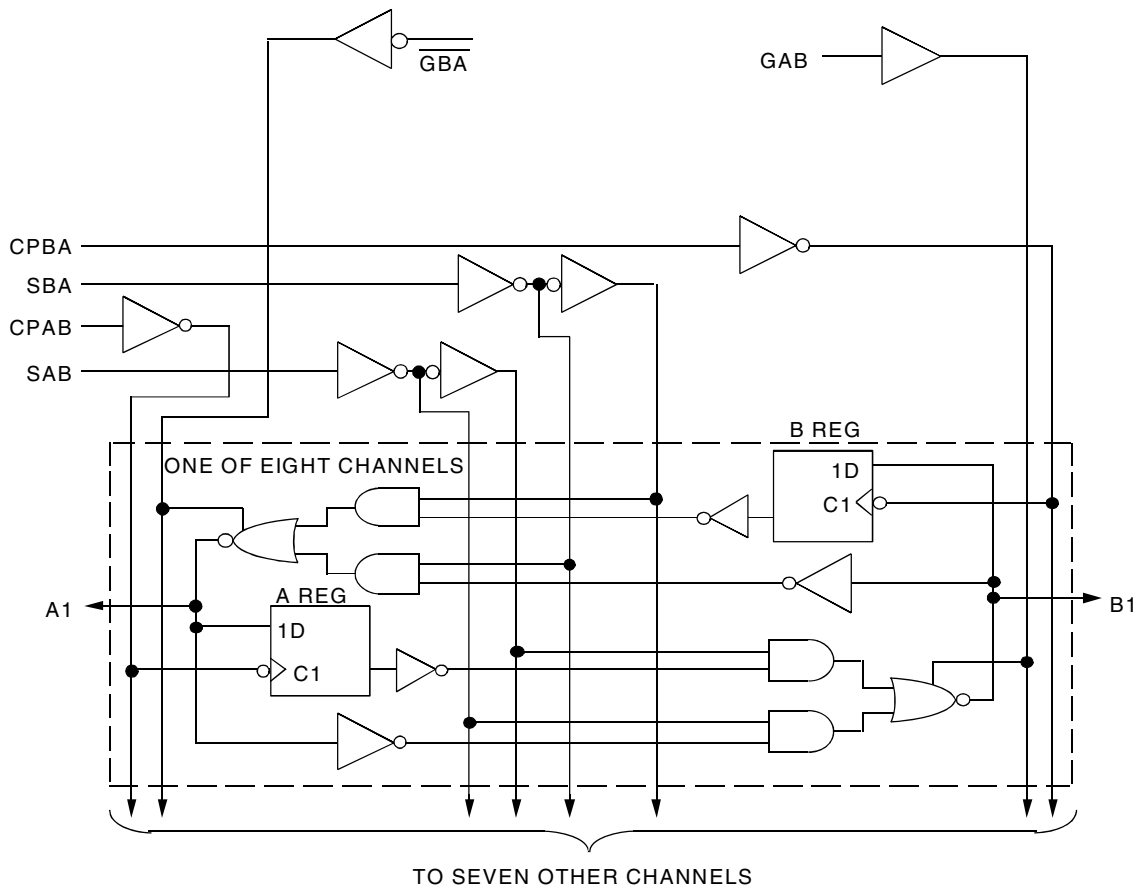 GBA
GAB
CPBA
SBA
CPAB
SAB
B REG
ONE OF EIGHT CHANNELS
1D
C1
A REG
A1
B1
1D
C1
TO SEVEN OTHER CHANNELS